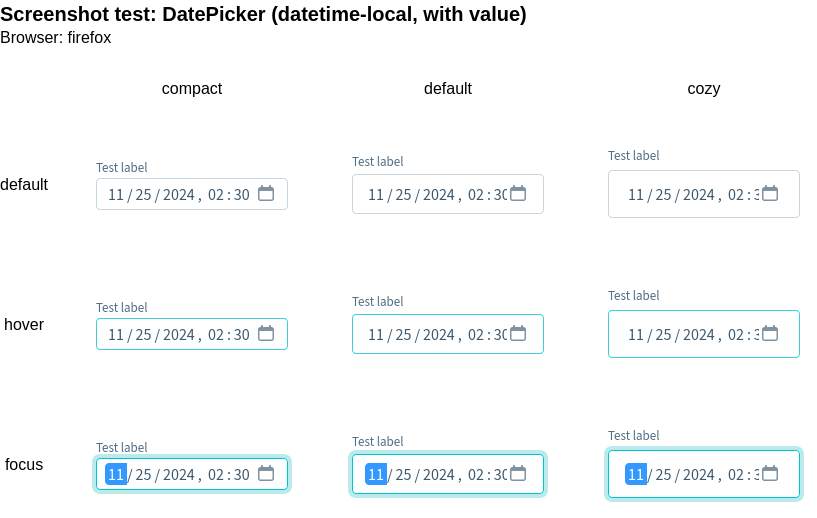 Screenshot test: DatePicker (datetime-local, with value)
Browser: firefox
compact default cozy
Test label Test label Test label
default 11/25/2024, 02:30 11/25/2024, 02:30 11/25/2024, 02:3
Test label Test label Test label
hover 11/25/2024, 02:30 11/25/2024, 02:30 11/25/2024, 02:3
Test label Test label Test label
focus 11/25/2024, 02:30 11/25/2024, 02:30 11/25/2024, 02:3